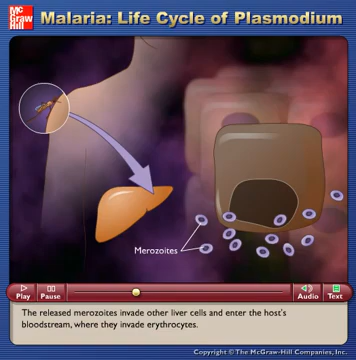 Mc
Graw
Hill
Malaria: Life Cycle of Plasmodium
Merozoites
Play
Pause
Audio
Text
The released merozoites invade other liver cells and enter the host's
bloodstream, where they invade erythrocytes.
Copyright © The McGraw-Hill Companies, Inc.